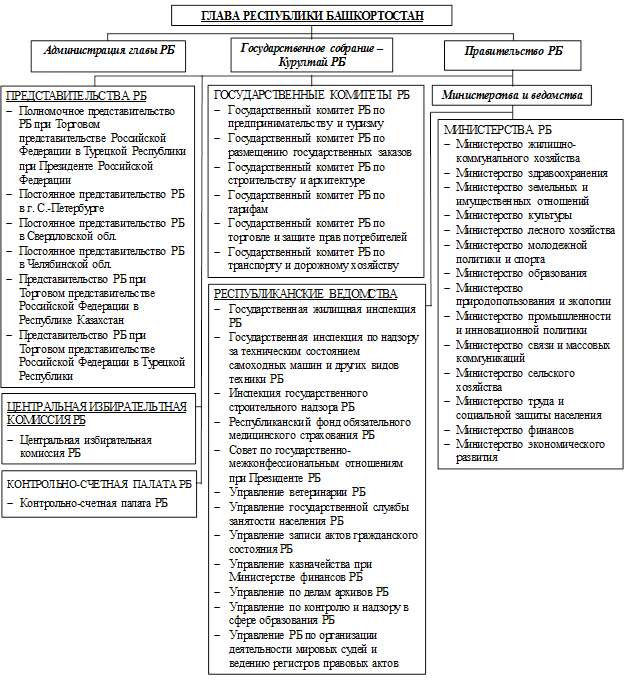 ГЛАВА РЕСПУБЛИКИ БАШКОРТОСТАН
Администрация главы РБ
Государственное собрание –
Курултай РБ
Правительство РБ
ПРЕДСТАВИТЕЛЬСТВА РБ
– Полномочное представительство
РБ при Торговом
представительстве Российской
Федерации в Турецкой Республики
при Президенте Российской
Федерации
– Постоянное представительство РБ
в г. С.-Петербурге
– Постоянное представительство РБ
в Свердловской обл.
– Постоянное представительство РБ
в Челябинской обл.
– Представительство РБ при
Торговом представительстве
Российской Федерации в
Республике Казахстан
– Представительство РБ при
Торговом представительстве
Российской Федерации в Турецкой
Республики
ЦЕНТРАЛЬНАЯ ИЗБИРАТЕЛЬТНАЯ
КОМИССИЯ РБ
– Центральная избирательная
комиссия РБ
КОНТРОЛЬНО-СЧЕТНАЯ ПАЛАТА РБ
– Контрольно-счетная палата РБ
ГОСУДАРСТВЕННЫЕ КОМИТЕТЫ РБ
– Государственный комитет РБ по
предпринимательству и туризму
– Государственный комитет РБ по
размещению государственных заказов
– Государственный комитет РБ по
строительству и архитектуре
– Государственный комитет РБ по
тарифам
– Государственный комитет РБ по
торговле и защите прав потребителей
– Государственный комитет РБ по
транспорту и дорожному хозяйству
РЕСПУБЛИКАНСКИЕ ВЕДОМСТВА
– Государственная жилищная инспекция
РБ
– Государственная инспекция по надзору
за техническим состоянием
самоходных машин и других видов
техники РБ
– Инспекция государственного
строительного надзора РБ
– Республиканский фонд обязательного
медицинского страхования РБ
– Совет по государственно-
межконфессиональным отношениям
при Президенте РБ
– Управление ветеринарии РБ
– Управление государственной службы
занятости населения РБ
– Управление записи актов гражданского
состояния РБ
– Управление казначейства при
Министерстве финансов РБ
– Управление по делам архивов РБ
– Управление по контролю и надзору в
сфере образования РБ
– Управление РБ по организации
деятельности мировых судей и
ведению регистров правовых актов
Министерства и ведомства
МИНИСТЕРСТВА РБ
– Министерство жилищно-
коммунального хозяйства
– Министерство здравоохранения
– Министерство земельных и
имущественных отношений
– Министерство культуры
– Министерство лесного хозяйства
– Министерство молодежной
политики и спорта
– Министерство образования
– Министерство
природопользования и экологии
– Министерство промышленности
и инновационной политики
– Министерство связи и массовых
коммуникаций
– Министерство сельского
хозяйства
– Министерство труда и
социальной защиты населения
– Министерство финансов
– Министерство экономического
развития